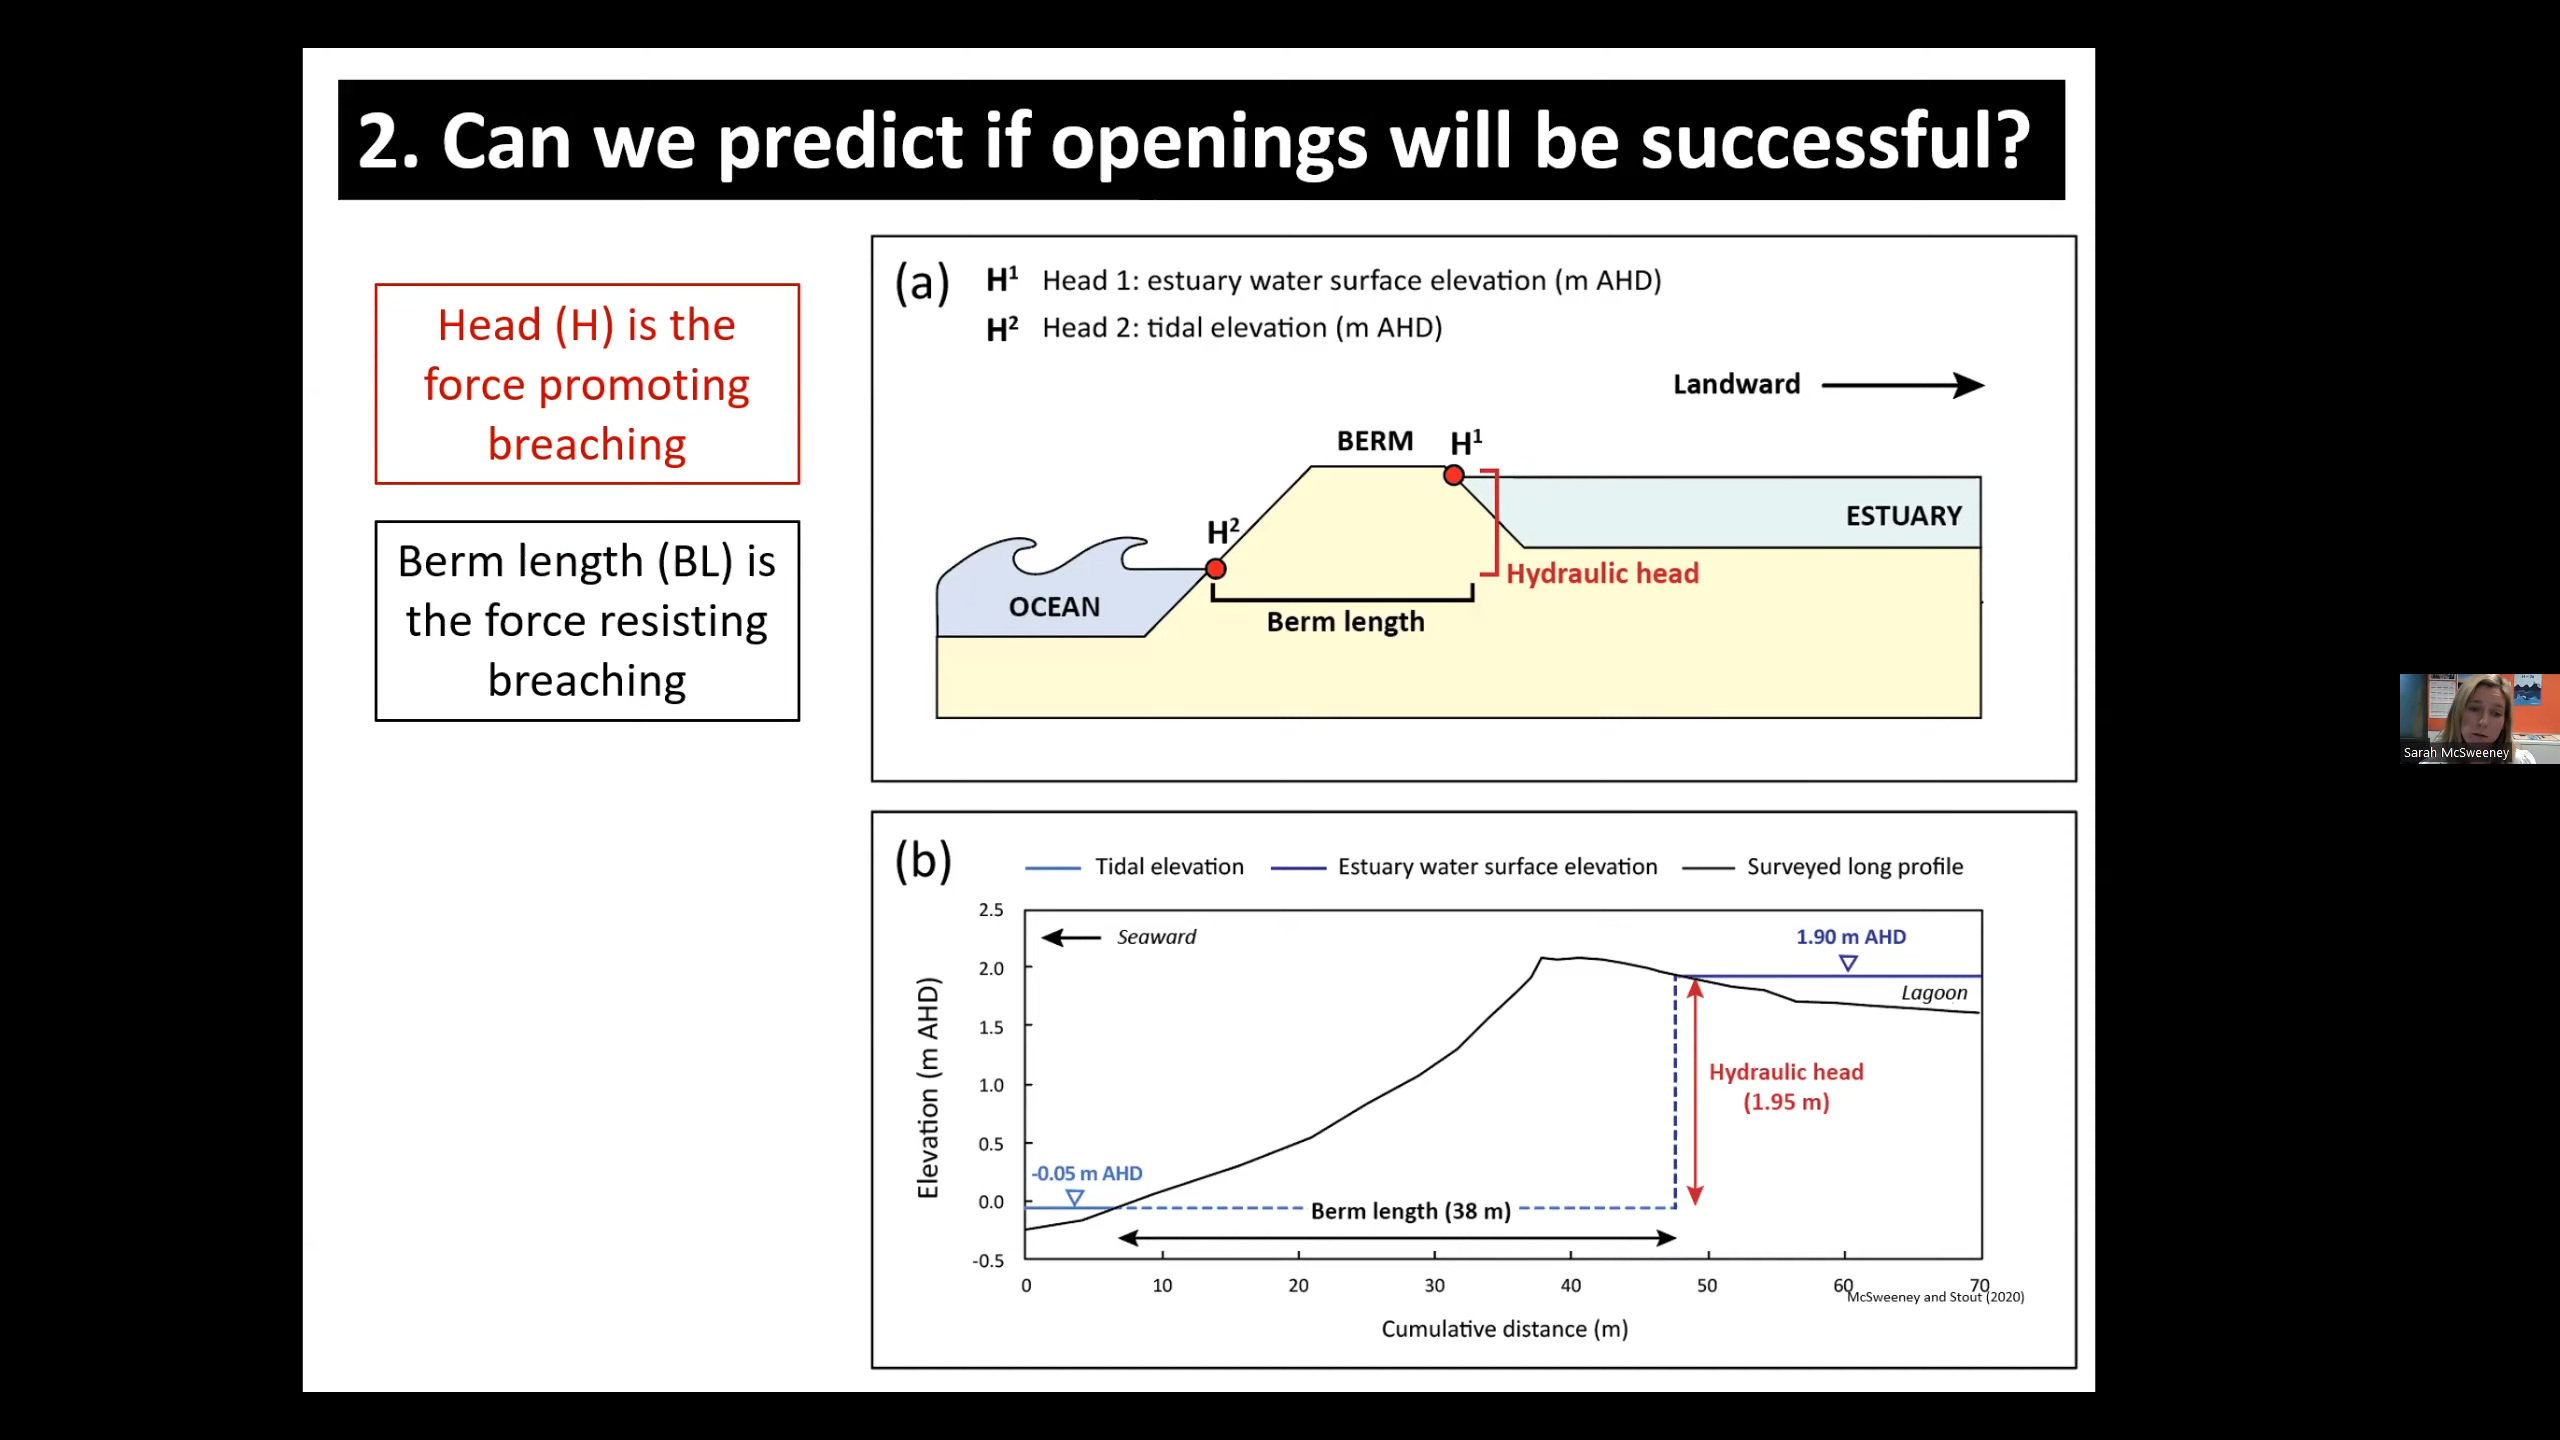 2. Can we predict if openings will be successful?
Head (H) is the
force promoting
breaching
Berm length (BL) is
the force resisting
breaching
(a)
H¹ Head 1: estuary water surface elevation (m AHD)
H² Head 2: tidal elevation (m AHD)
Landward
BERM H¹
H²
ESTUARY
OCEAN
Hydraulic head
Berm length
(b)
Tidal elevation Estuary water surface elevation Surveyed long profile
Seaward
1.90 m AHD
Lagoon
Hydraulic head
(1.95 m)
-0.05 m AHD
Berm length (38 m)
Elevation (m AHD)
2.5
2.0
1.5
1.0
0.5
0.0
-0.5
0 10 20 30 40 50 60 70
McSweeney and Stout (2020)
Cumulative distance (m)
Sarah McSweeney